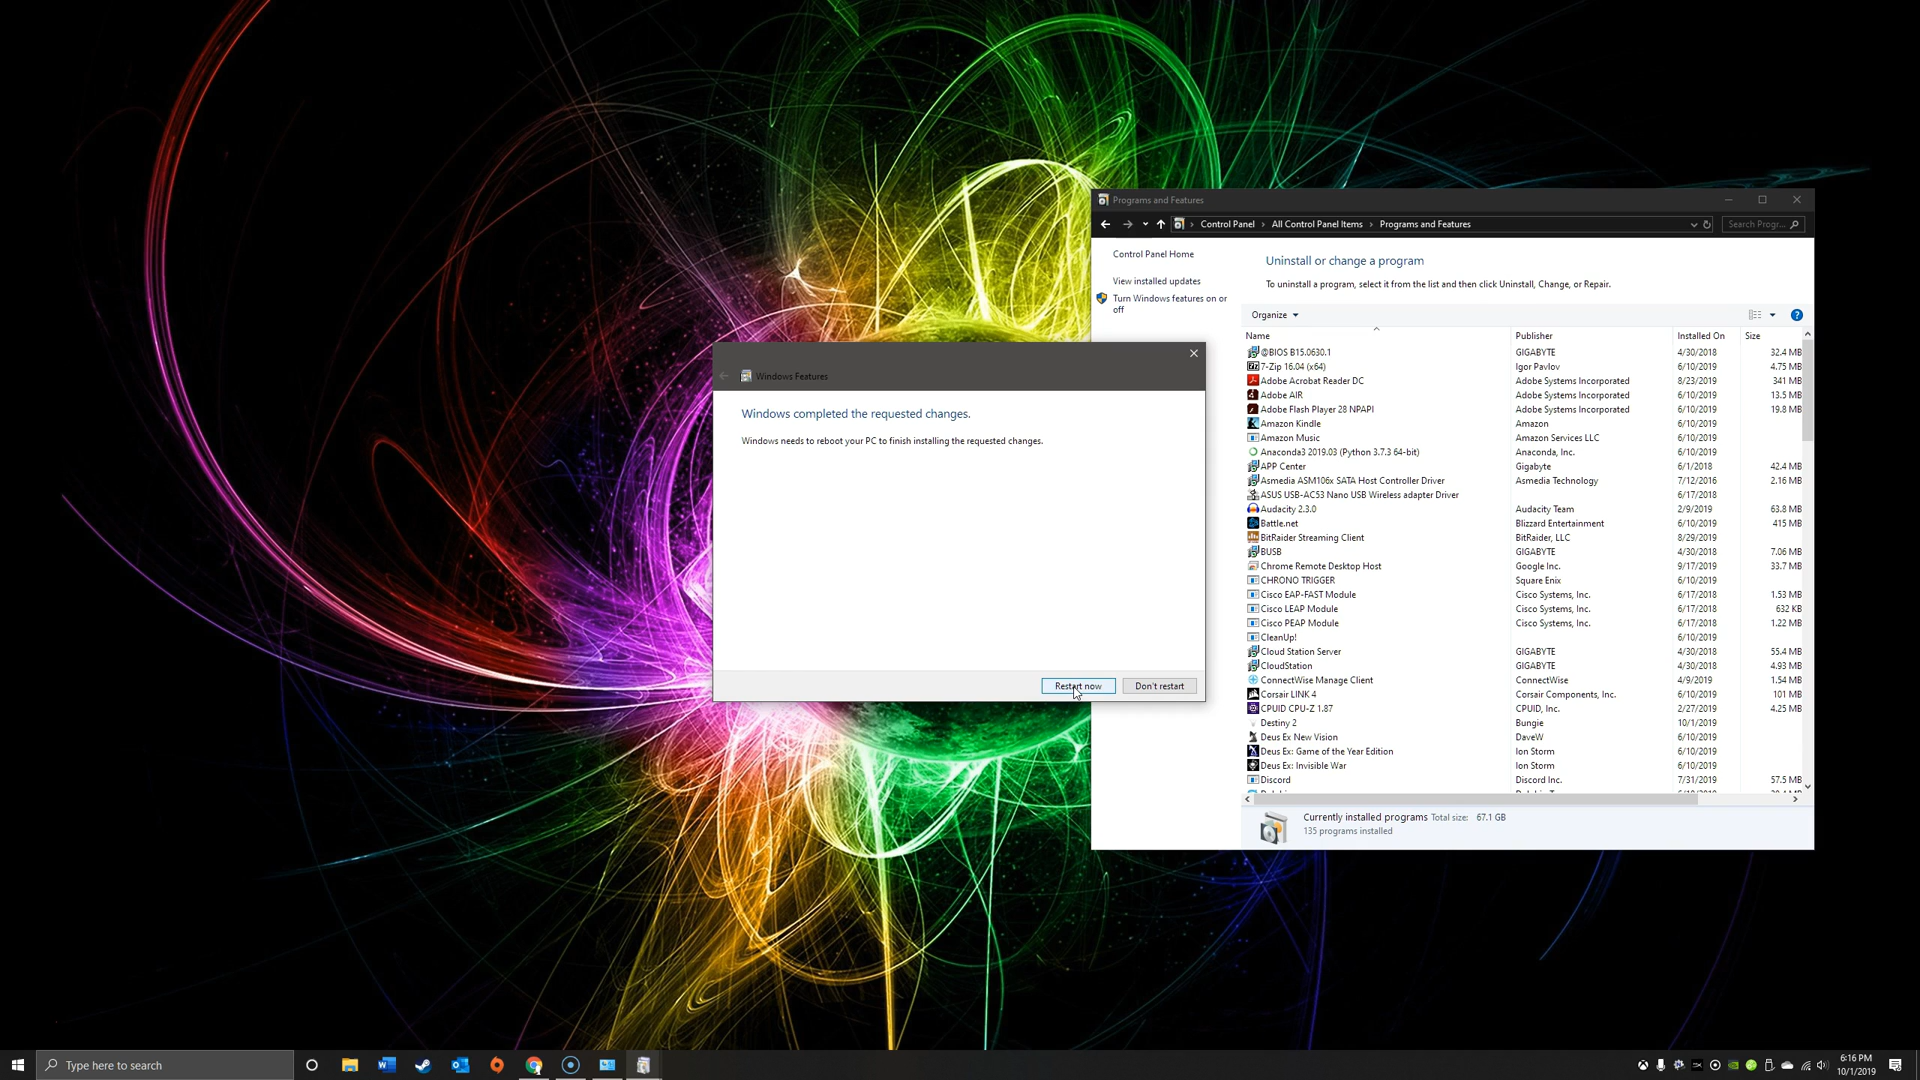 Programs and Features
Control Panel
All Control Panel Items
Programs and Features
Search Progr...
Control Panel Home
View installed updates
Turn Windows features on or
off
Uninstall or change a program
To uninstall a program, select it from the list and then click Uninstall, Change, or Repair.
Organize
Name Publisher Installed On Size
@BIOS B15.0630.1 GIGABYTE 4/30/2018 32.4 MB
7-Zip 16.04 (x64) Igor Pavlov 6/10/2019 4.75 MB
Adobe Acrobat Reader DC Adobe Systems Incorporated 8/23/2019 341 MB
Adobe AIR Adobe Systems Incorporated 6/10/2019 13.5 MB
Adobe Flash Player 28 NPAPI Adobe Systems Incorporated 6/10/2019 19.8 MB
Amazon Kindle Amazon 6/10/2019
Amazon Music Amazon Services LLC 6/10/2019
Anaconda3 2019.03 (Python 3.7.3 64-bit) Anaconda, Inc. 6/10/2019
APP Center Gigabyte 6/1/2018 42.4 MB
Asmedia ASM106x SATA Host Controller Driver Asmedia Technology 7/12/2016 2.16 MB
ASUS USB-AC53 Nano USB Wireless adapter Driver 6/17/2018
Audacity 2.3.0 Audacity Team 2/9/2019 63.8 MB
Battle.net Blizzard Entertainment 6/10/2019 415 MB
BitRaider Streaming Client BitRaider, LLC 8/29/2019
BUSB GIGABYTE 4/30/2018 7.06 MB
Chrome Remote Desktop Host Google Inc. 9/17/2019 33.7 MB
CHRONO TRIGGER Square Enix 6/10/2019
Cisco EAP-FAST Module Cisco Systems, Inc. 6/17/2018 1.53 MB
Cisco LEAP Module Cisco Systems, Inc. 6/17/2018 632 KB
Cisco PEAP Module Cisco Systems, Inc. 6/17/2018 1.22 MB
CleanUp! 6/10/2019
Cloud Station Server GIGABYTE 4/30/2018 55.4 MB
CloudStation GIGABYTE 4/30/2018 4.93 MB
ConnectWise Manage Client ConnectWise 4/9/2019 1.54 MB
Corsair LINK 4 Corsair Components, Inc. 6/10/2019 101 MB
CPUID CPU-Z 1.87 CPUID, Inc. 2/27/2019 4.25 MB
Destiny 2 Bungie 10/1/2019
Deus Ex New Vision DaveW 6/10/2019
Deus Ex: Game of the Year Edition Ion Storm 6/10/2019
Deus Ex: Invisible War Ion Storm 6/10/2019
Discord Discord Inc. 7/31/2019 57.5 MB
Currently installed programs Total size: 67.1 GB
135 programs installed
Windows Features
Windows completed the requested changes.
Windows needs to reboot your PC to finish installing the requested changes.
Restart now
Don't restart
Type here to search
6:16 PM
10/1/2019